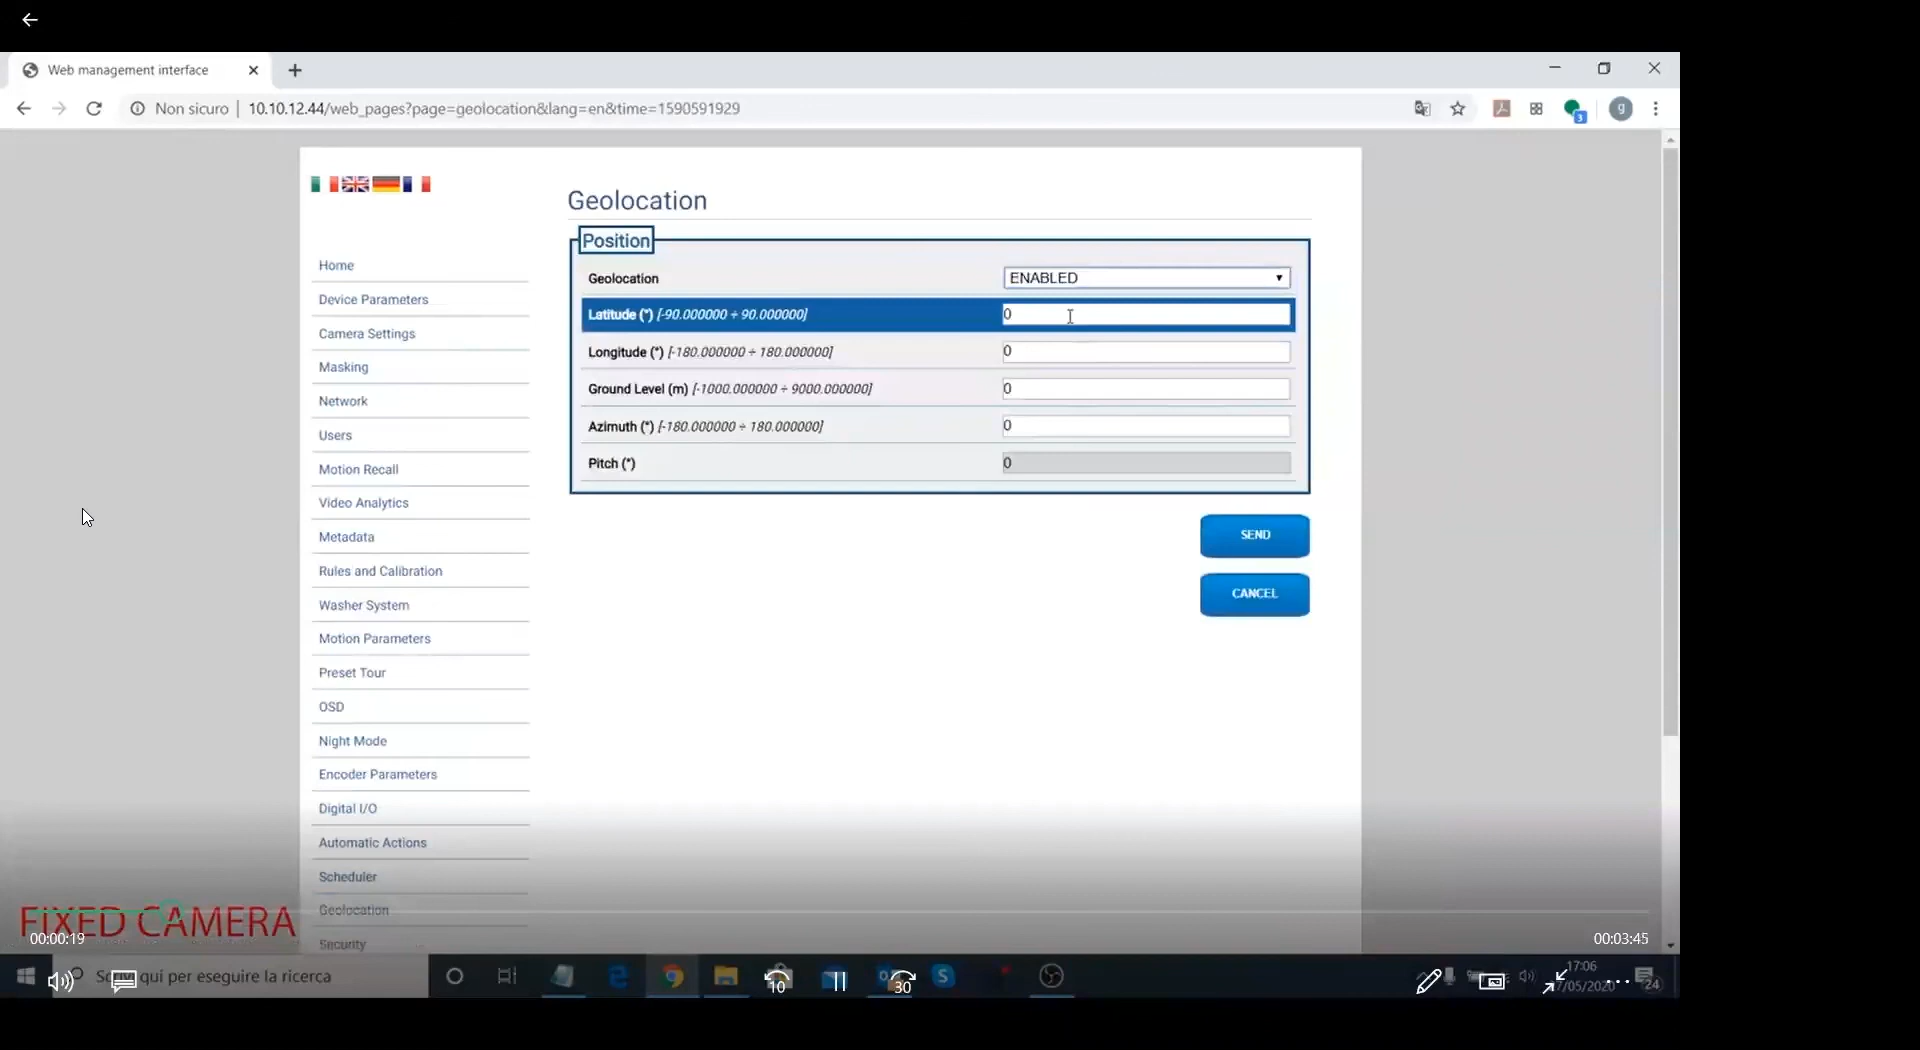 Web management interface
Non sicuro | 10.10.12.44/web_pages?page=geolocation&lang=en&time=1590591929
g
3
Geolocation
Position
Geolocation ENABLED
Latitude (°) [-90.000000 ÷ 90.000000] 0
Longitude (°) [-180.000000 ÷ 180.000000] 0
Ground Level (m) [-1000.000000 ÷ 9000.000000] 0
Azimuth (°) [-180.000000 ÷ 180.000000] 0
Pitch (°) 0
SEND
CANCEL
Home
Device Parameters
Camera Settings
Masking
Network
Users
Motion Recall
Video Analytics
Metadata
Rules and Calibration
Washer System
Motion Parameters
Preset Tour
OSD
Night Mode
Encoder Parameters
Digital I/O
Automatic Actions
Scheduler
Geolocation
Security
FIXED CAMERA
00:00:19
00:03:45
qui per eseguire la ricerca
10
30
17:06
24